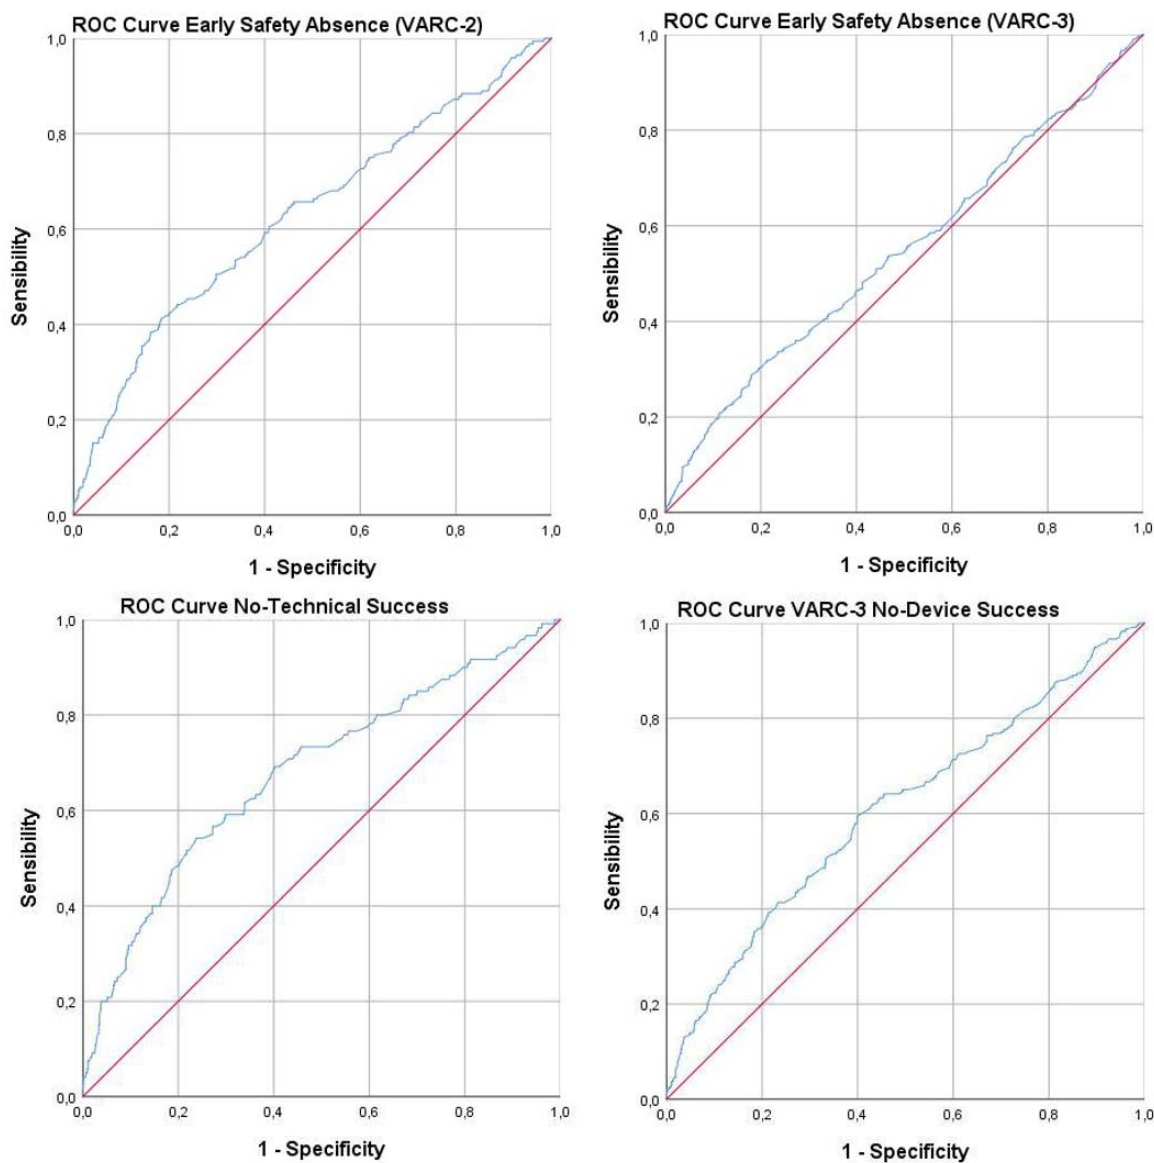 ROC Curve Early Safety Absence (VARC-2)
1,0
0,8
0,6
0,4
0,2
0,0
Sensibility
0,0 0,2 0,4 0,6 0,8 1,0
1 - Specificity
ROC Curve Early Safety Absence (VARC-3)
1,0
0,8
0,6
0,4
0,2
0,0
Sensibility
0,0 0,2 0,4 0,6 0,8 1,0
1 - Specificity
ROC Curve No-Technical Success
1,0
0,8
0,6
0,4
0,2
0,0
Sensibility
0,0 0,2 0,4 0,6 0,8 1,0
1 - Specificity
ROC Curve VARC-3 No-Device Success
1,0
0,8
0,6
0,4
0,2
0,0
Sensibility
0,0 0,2 0,4 0,6 0,8 1,0
1 - Specificity